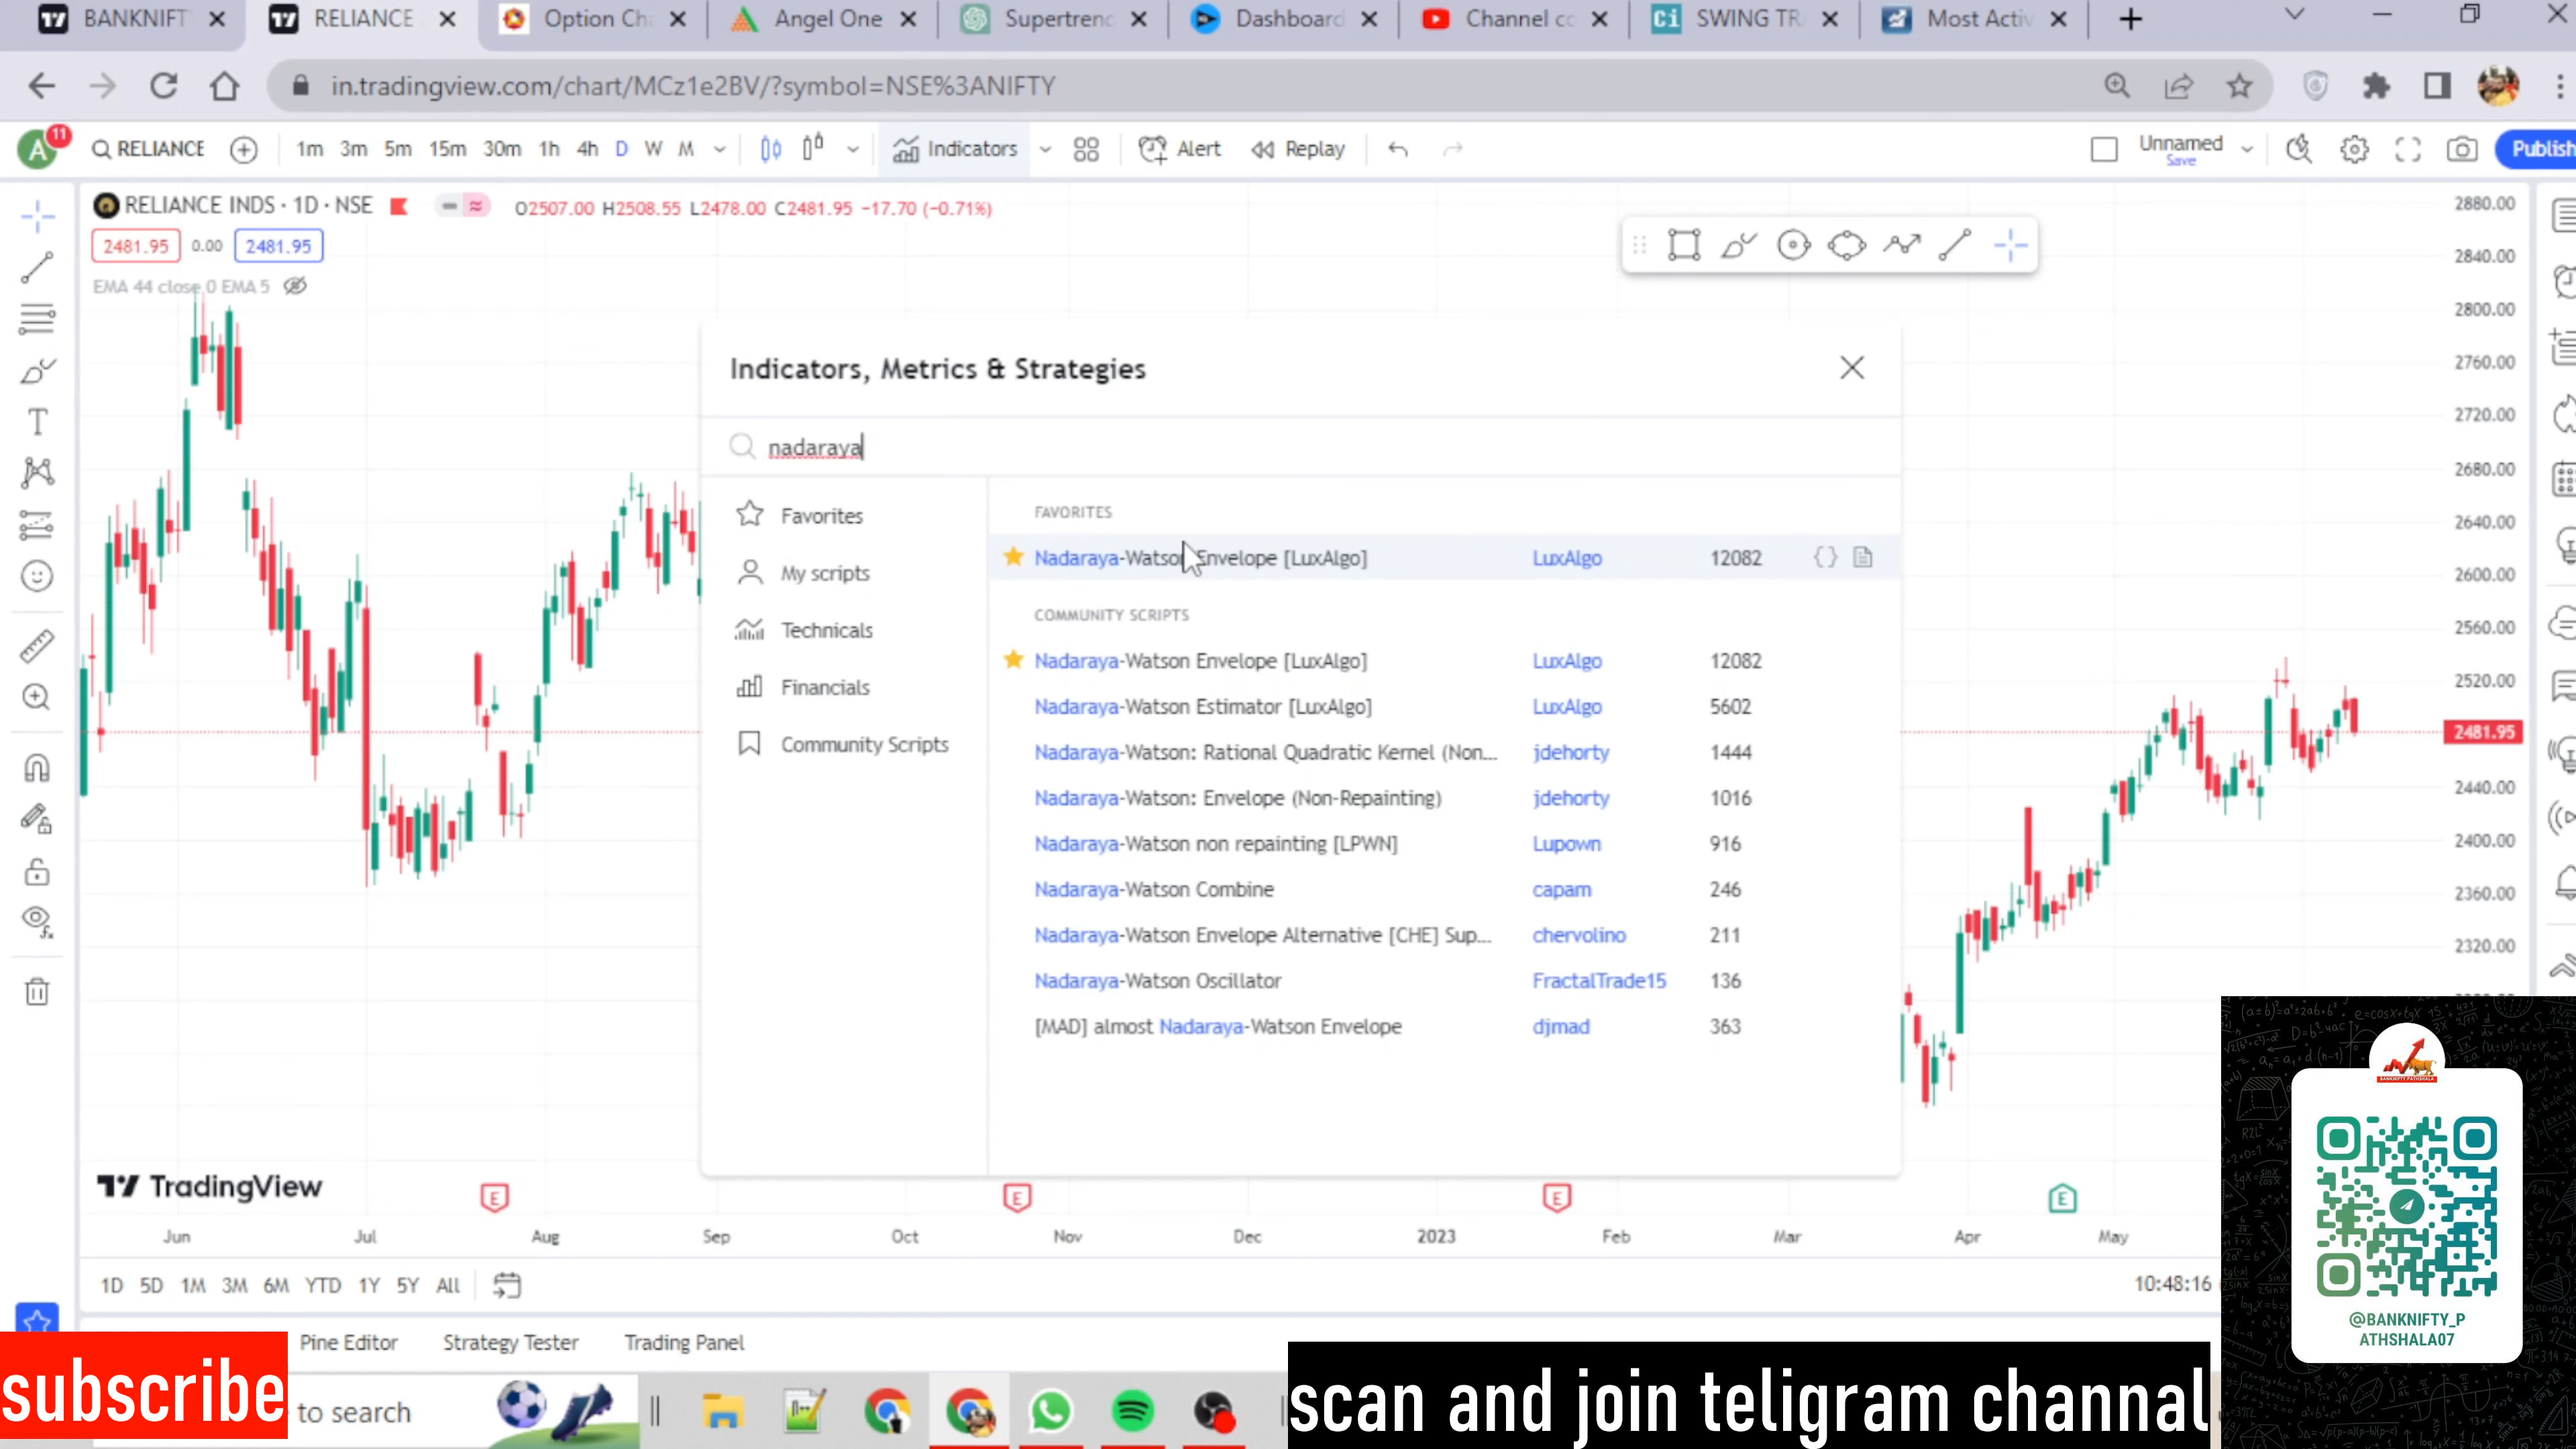 BANKNIFT
RELIANCE
Option Ch
Angel One
Supertrend
Dashboard
Channel co
SWING TR
Most Activ
in.tradingview.com/chart/MCz1e2BV/?symbol=NSE%3ANIFTY
A 11 RELIANCE 1m 3m 5m 15m 30m 1h 4h D W M Indicators Alert Replay Unnamed Save Publish
RELIANCE INDS · 1D · NSE O2507.00 H2508.55 L2478.00 C2481.95 −17.70 (−0.71%)
2481.95 0.00 2481.95
EMA 44 close 0 EMA 5
2880.00
2840.00
2800.00
2760.00
2720.00
2680.00
2640.00
2600.00
2560.00
2520.00
2481.95
2440.00
2400.00
2360.00
2320.00
Indicators, Metrics & Strategies
nadaraya
Favorites
My scripts
Technicals
Financials
Community Scripts
FAVORITES
Nadaraya-Watson Envelope [LuxAlgo] LuxAlgo 12082
COMMUNITY SCRIPTS
Nadaraya-Watson Envelope [LuxAlgo] LuxAlgo 12082
Nadaraya-Watson Estimator [LuxAlgo] LuxAlgo 5602
Nadaraya-Watson: Rational Quadratic Kernel (Non... jdehorty 1444
Nadaraya-Watson: Envelope (Non-Repainting) jdehorty 1016
Nadaraya-Watson non repainting [LPWN] Lupown 916
Nadaraya-Watson Combine capam 246
Nadaraya-Watson Envelope Alternative [CHE] Sup... chervolino 211
Nadaraya-Watson Oscillator FractalTrade15 136
[MAD] almost Nadaraya-Watson Envelope djmad 363
TradingView
E E E E
Jun Jul Aug Sep Oct Nov Dec 2023 Feb Mar Apr May
1D 5D 1M 3M 6M YTD 1Y 5Y All 10:48:16
Pine Editor Strategy Tester Trading Panel
subscribe
to search
scan and join teligram channal
BANKNIFTY PATHSHALA
@BANKNIFTY_P
ATHSHALA07